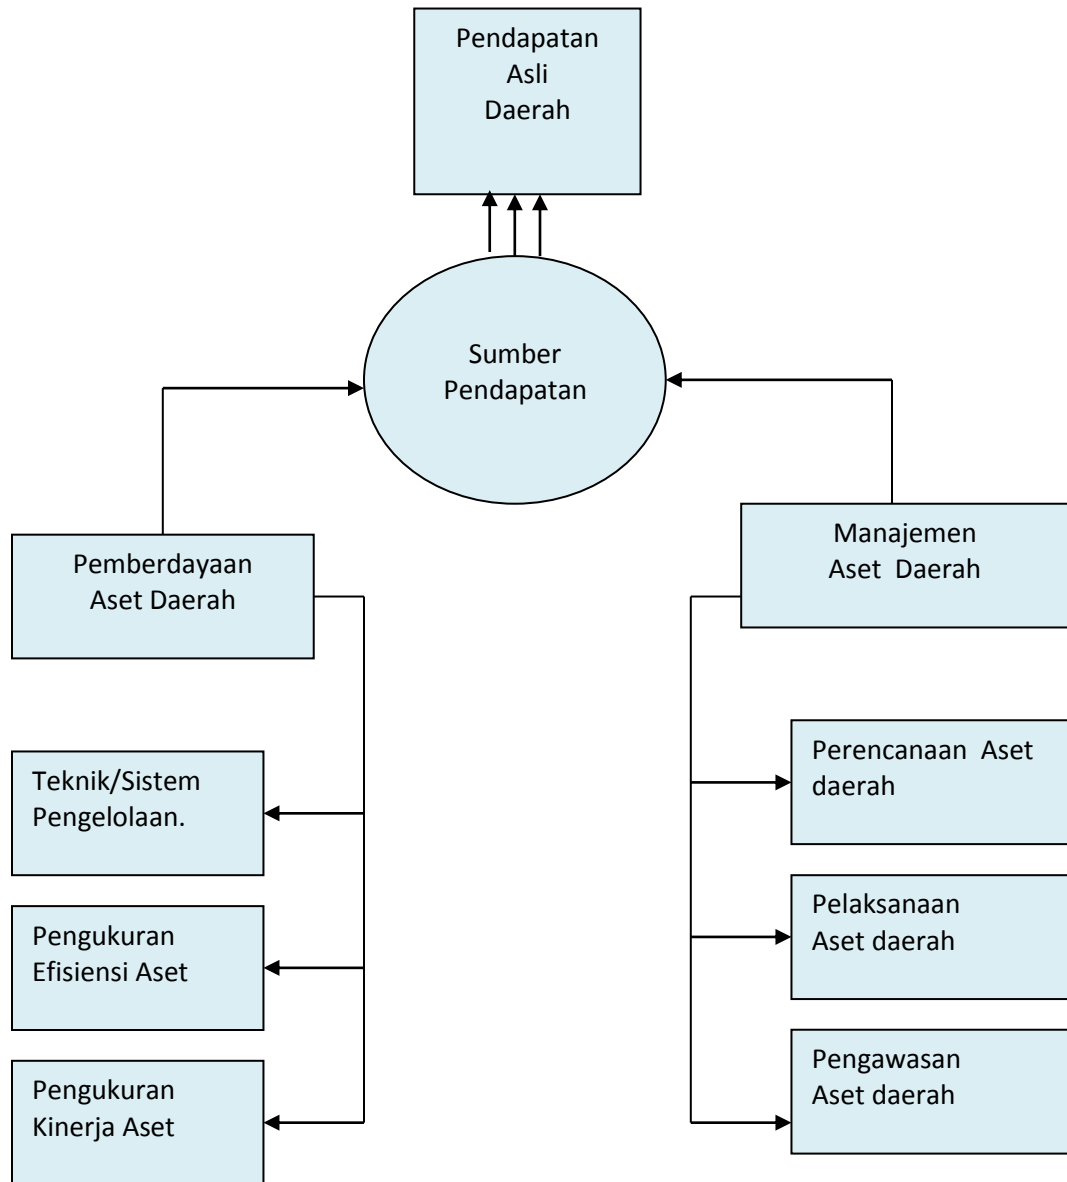 Pendapatan
Asli
Daerah
Sumber
Pendapatan
Pemberdayaan
Aset Daerah
Manajemen
Aset Daerah
Teknik/Sistem
Pengelolaan.
Pengukuran
Efisiensi Aset
Pengukuran
Kinerja Aset
Perencanaan Aset
daerah
Pelaksanaan
Aset daerah
Pengawasan
Aset daerah